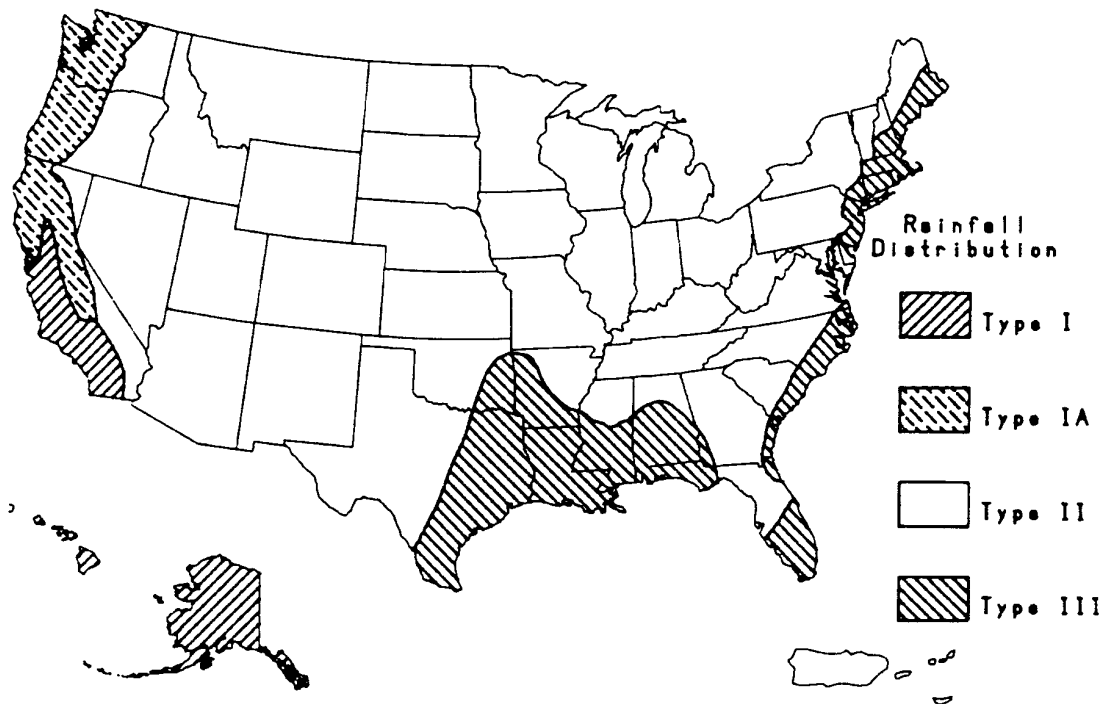 Rainfall
Distribution
Type I
Type IA
Type II
Type III